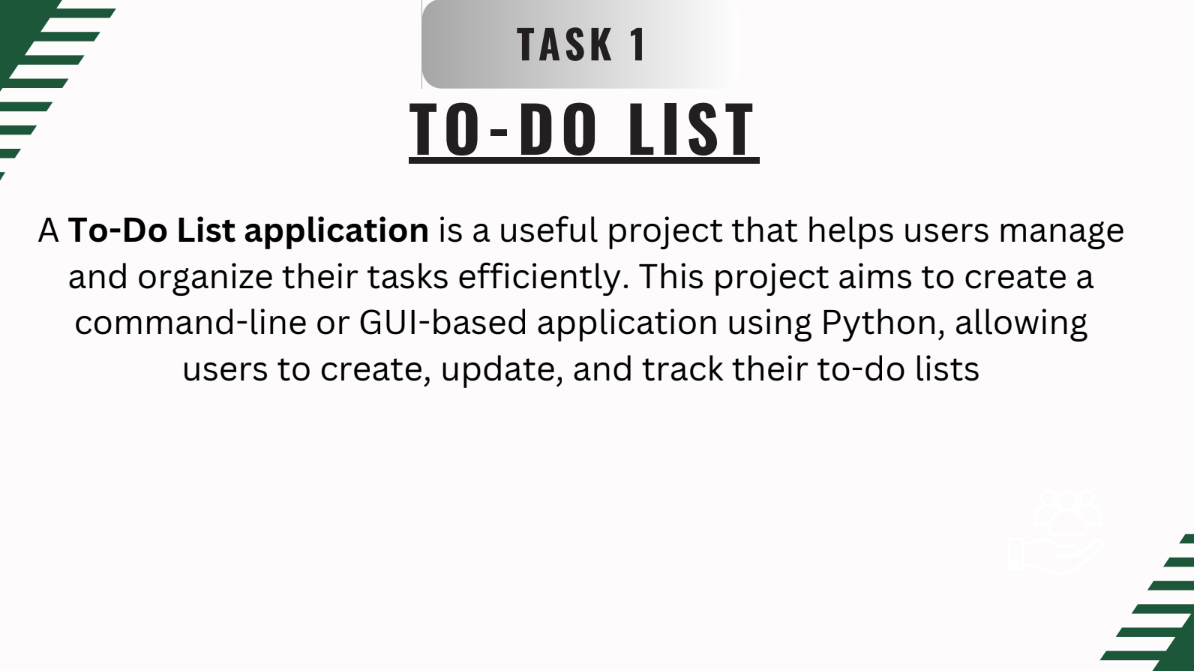 TASK 1
TO-DO LIST
A To-Do List application is a useful project that helps users manage
and organize their tasks efficiently. This project aims to create a
command-line or GUI-based application using Python, allowing
users to create, update, and track their to-do lists